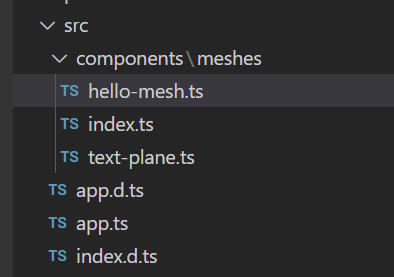 src
components\meshes
TS hello-mesh.ts
TS index.ts
TS text-plane.ts
TS app.d.ts
TS app.ts
TS index.d.ts